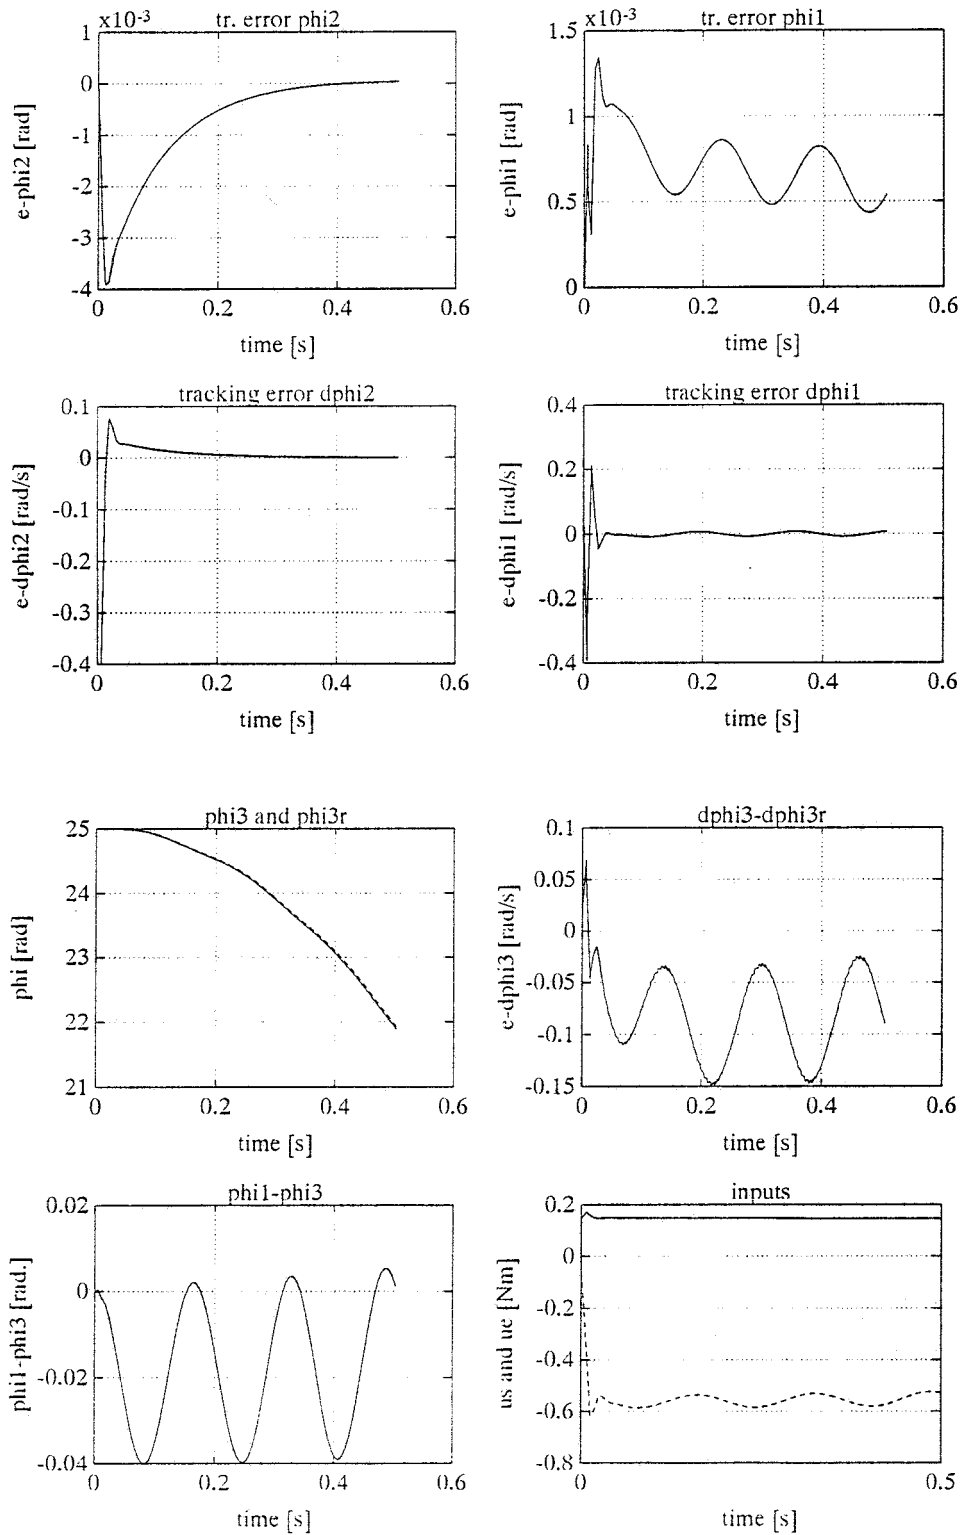 x10-3
tr. error phi2
1
0
-1
-2
-3
-4
e-phi2 [rad]
0 0.2 0.4 0.6
time [s]
x10-3
tr. error phi1
1.5
1
0.5
0
e-phi1 [rad]
0 0.2 0.4 0.6
time [s]
tracking error dphi2
0.1
0
-0.1
-0.2
-0.3
-0.4
e-dphi2 [rad/s]
0 0.2 0.4 0.6
time [s]
tracking error dphi1
0.4
0.2
0
-0.2
-0.4
e-dphi1 [rad/s]
0 0.2 0.4 0.6
time [s]
phi3 and phi3r
25
24
23
22
21
phi [rad]
0 0.2 0.4 0.6
time [s]
dphi3-dphi3r
0.1
0.05
0
-0.05
-0.1
-0.15
e-dphi3 [rad/s]
0 0.2 0.4 0.6
time [s]
phi1-phi3
0.02
0
-0.02
-0.04
phi1-phi3 [rad.]
0 0.2 0.4 0.6
time [s]
inputs
0.2
0
-0.2
-0.4
-0.6
-0.8
us and uc [Nm]
0 0.5
time [s]